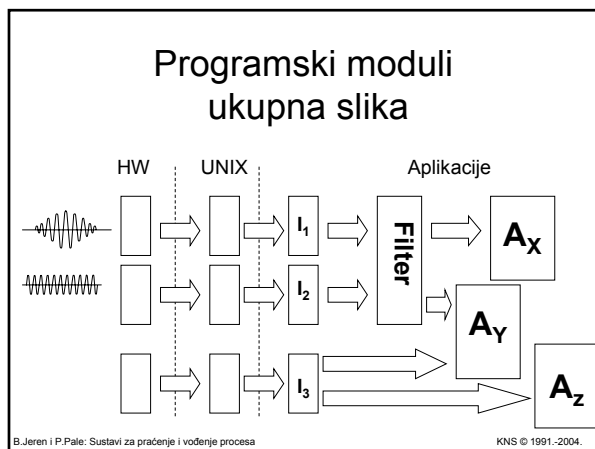 Programski moduli
ukupna slika
HW UNIX Aplikacije
I1 Filter AX
I2
AY
I3
Az
B.Jeren i P.Pale: Sustavi za praćenje i vođenje procesa KNS © 1991.-2004.